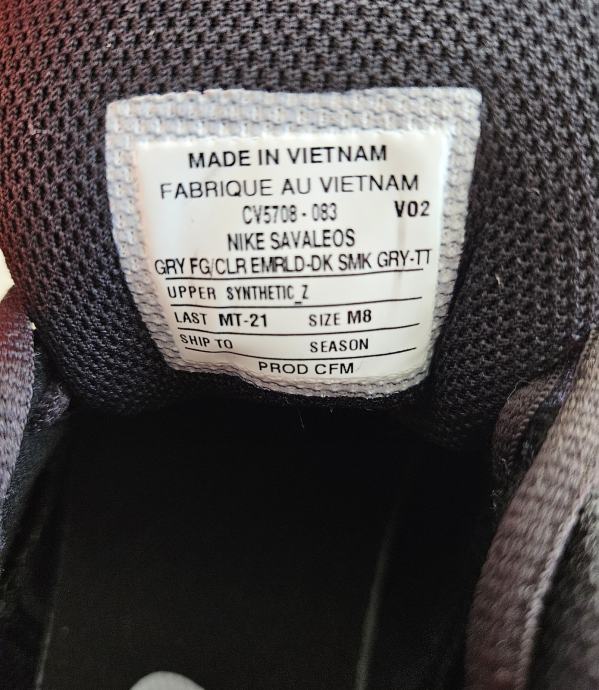 MADE IN VIETNAM
FABRIQUE AU VIETNAM
CV5708 - 083 V02
NIKE SAVALEOS
GRY FG/CLR EMRLD-DK SMK GRY-TT
UPPER SYNTHETIC_Z
LAST MT-21 SIZE M8
SHIP TO SEASON
PROD CFM